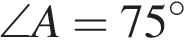 ∠A = 75°